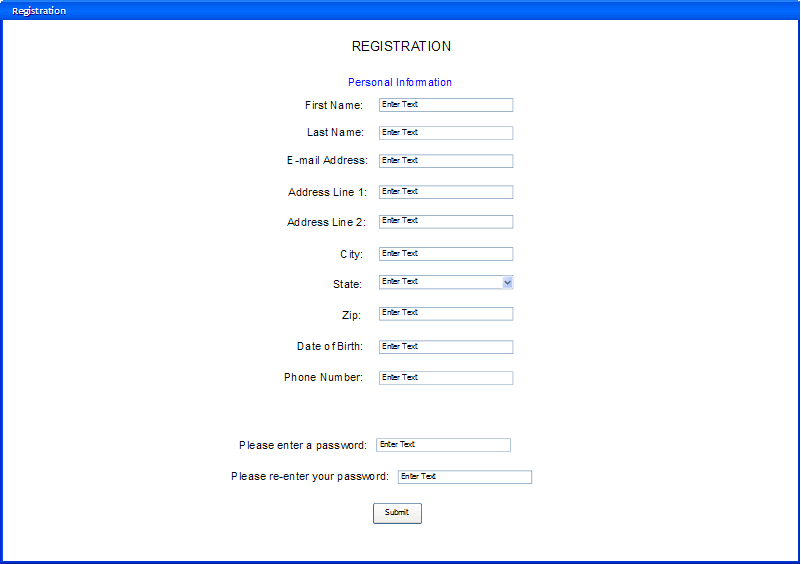 Registration
REGISTRATION
Personal Information
First Name: Enter Text
Last Name: Enter Text
E-mail Address: Enter Text
Address Line 1: Enter Text
Address Line 2: Enter Text
City: Enter Text
State: Enter Text
Zip: Enter Text
Date of Birth: Enter Text
Phone Number: Enter Text
Please enter a password: Enter Text
Please re-enter your password: Enter Text
Submit